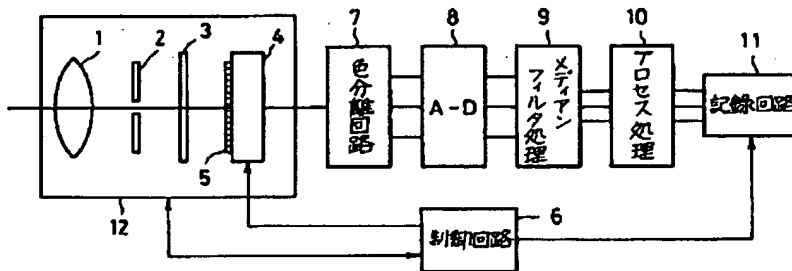 1
2
3
4
5
12
7
色分離回路
8
A-D
9
メディアン
フィルタ処理
10
プロセス処理
11
記録回路
6
制御回路